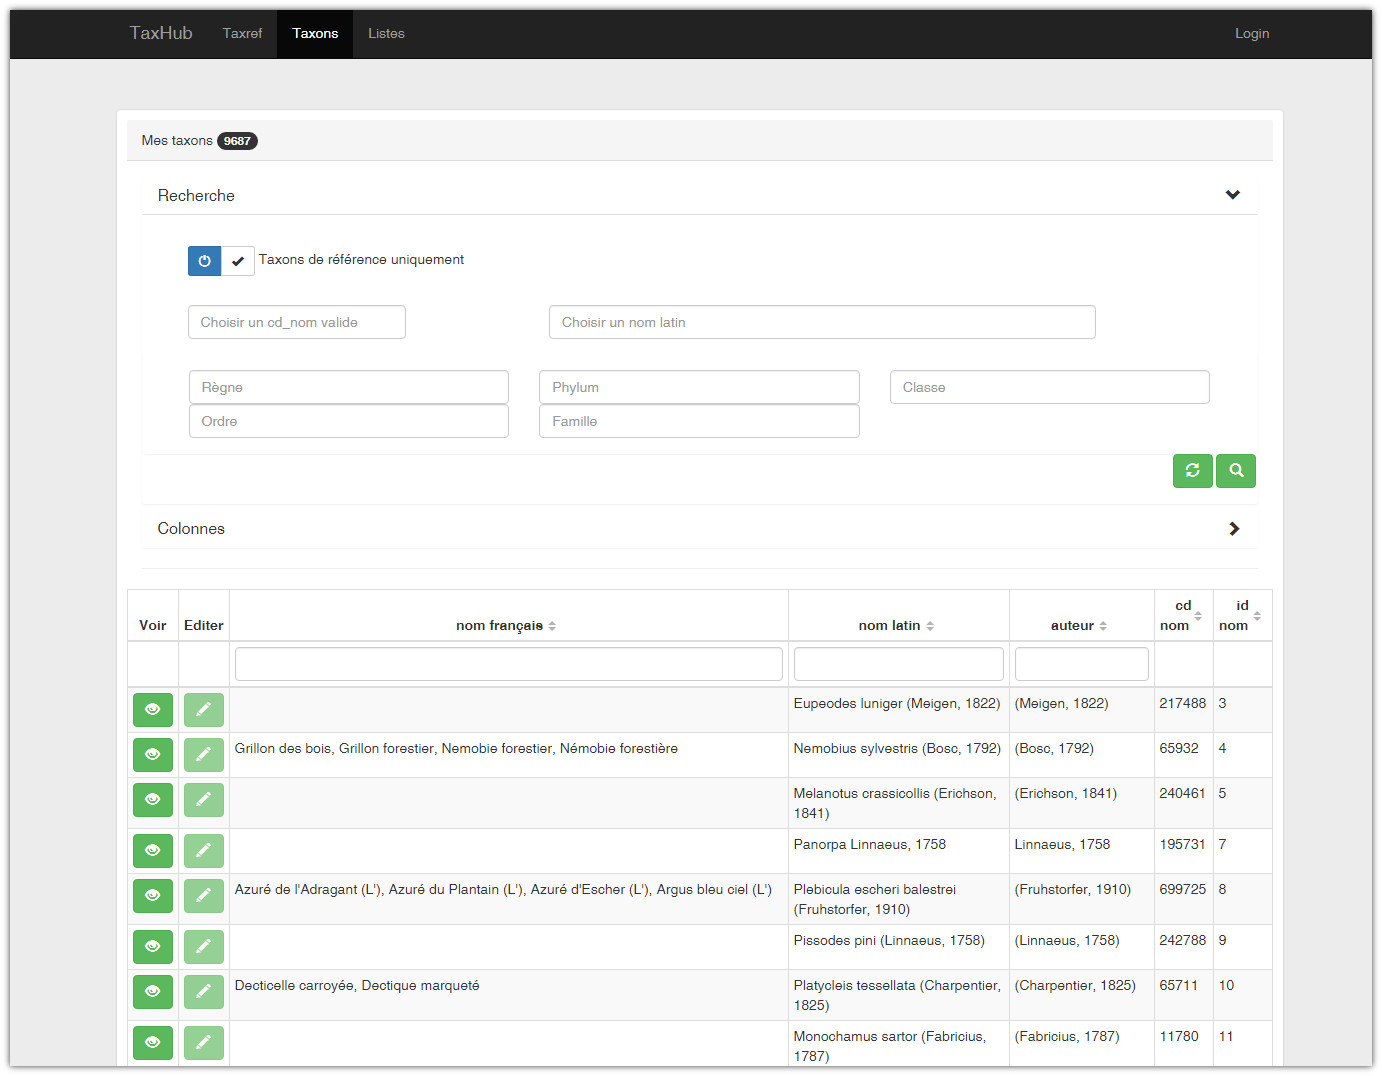 TaxHub Taxref Taxons Listes Login
Mes taxons 9687
Recherche
Taxons de référence uniquement
Choisir un cd_nom valide Choisir un nom latin
Règne Phylum Classe
Ordre Famille
Colonnes
Voir Editer nom français nom latin auteur cd nom id nom
Eupeodes luniger (Meigen, 1822) (Meigen, 1822) 217488 3
Grillon des bois, Grillon forestier, Nemobie forestier, Némobie forestière Nemobius sylvestris (Bosc, 1792) (Bosc, 1792) 65932 4
Melanotus crassicollis (Erichson, (Erichson, 1841) 240461 5
1841)
Panorpa Linnaeus, 1758 Linnaeus, 1758 195731 7
Azuré de l'Adragant (L'), Azuré du Plantain (L'), Azuré d'Escher (L'), Argus bleu ciel (L') Plebicula escheri balestrei (Fruhstorfer, 1910) 699725 8
(Fruhstorfer, 1910)
Pissodes pini (Linnaeus, 1758) (Linnaeus, 1758) 242788 9
Decticelle carroyée, Dectique marqueté Platycleis tessellata (Charpentier, (Charpentier, 1825) 65711 10
1825)
Monochamus sartor (Fabricius, (Fabricius, 1787) 11780 11
1787)